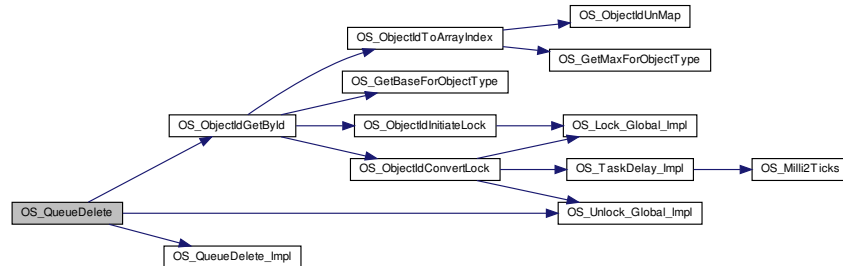 OS_ObjectIdUnMap
OS_ObjectIdToArrayIndex
OS_GetMaxForObjectType
OS_GetBaseForObjectType
OS_ObjectIdGetById
OS_ObjectIdInitiateLock
OS_Lock_Global_Impl
OS_ObjectIdConvertLock
OS_TaskDelay_Impl
OS_Milli2Ticks
OS_QueueDelete
OS_Unlock_Global_Impl
OS_QueueDelete_Impl